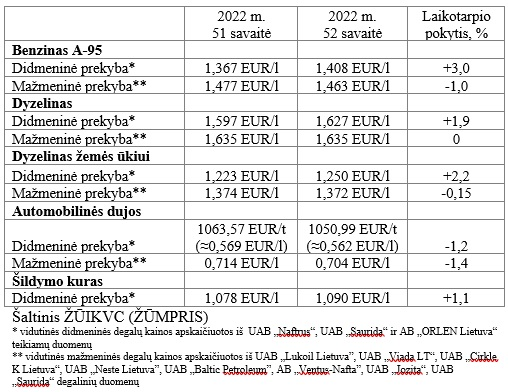 2022 m. 51 savaitė 2022 m. 52 savaitė Laikotarpio pokytis, %
Benzinas A-95
Didmeninė prekyba* 1,367 EUR/l 1,408 EUR/l +3,0
Mažmeninė prekyba** 1,477 EUR/l 1,463 EUR/l -1,0
Dyzelinas
Didmeninė prekyba* 1,597 EUR/l 1,627 EUR/l +1,9
Mažmeninė prekyba** 1,635 EUR/l 1,635 EUR/l 0
Dyzelinas žemės ūkiui
Didmeninė prekyba* 1,223 EUR/l 1,250 EUR/l +2,2
Mažmeninė prekyba** 1,374 EUR/l 1,372 EUR/l -0,15
Automobilinės dujos
Didmeninė prekyba* 1063,57 EUR/t (≈0,569 EUR/l) 1050,99 EUR/t (≈0,562 EUR/l) -1,2
Mažmeninė prekyba** 0,714 EUR/l 0,704 EUR/l -1,4
Šildymo kuras
Didmeninė prekyba* 1,078 EUR/l 1,090 EUR/l +1,1
Šaltinis ŽŪIKVC (ŽŪMPRIS)
* vidutinės didmeninės degalų kainos apskaičiuotos iš UAB „Naftrus“, UAB „Saurida“ ir AB „ORLEN Lietuva“
teikiamų duomenų
** vidutinės mažmeninės degalų kainos apskaičiuotos iš UAB „Lukoil Lietuva”, UAB „Viada LT“, UAB „Cirkle
K Lietuva“, UAB „Neste Lietuva”, UAB „Baltic Petroleum”, AB „Ventus-Nafta”, UAB „Jozita“, UAB
„Saurida“ degalinių duomenų